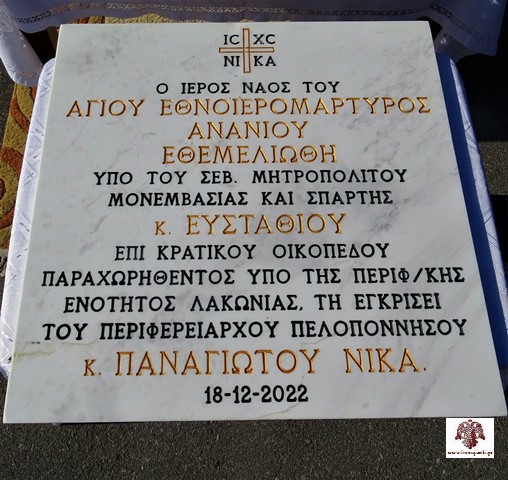 IC XC
NI KA
Ο ΙΕΡΟΣ ΝΑΟΣ ΤΟΥ
ΑΓΙΟΥ ΕΘΝΟΪΕΡΟΜΑΡΤΥΡΟΣ
ΑΝΑΝΙΟΥ
ΕΘΕΜΕΛΙΩΘΗ
ΥΠΟ ΤΟΥ ΣΕΒ. ΜΗΤΡΟΠΟΛΙΤΟΥ
ΜΟΝΕΜΒΑΣΙΑΣ ΚΑΙ ΣΠΑΡΤΗΣ
κ. ΕΥΣΤΑΘΙΟΥ
ΕΠΙ ΚΡΑΤΙΚΟΥ ΟΙΚΟΠΕΔΟΥ
ΠΑΡΑΧΩΡΗΘΕΝΤΟΣ ΥΠΟ ΤΗΣ ΠΕΡΙΦ/ΚΗΣ
ΕΝΟΤΗΤΟΣ ΛΑΚΩΝΙΑΣ, ΤΗ ΕΓΚΡΙΣΕΙ
ΤΟΥ ΠΕΡΙΦΕΡΕΙΑΡΧΟΥ ΠΕΛΟΠΟΝΝΗΣΟΥ
κ. ΠΑΝΑΓΙΩΤΟΥ ΝΙΚΑ.
18-12-2022